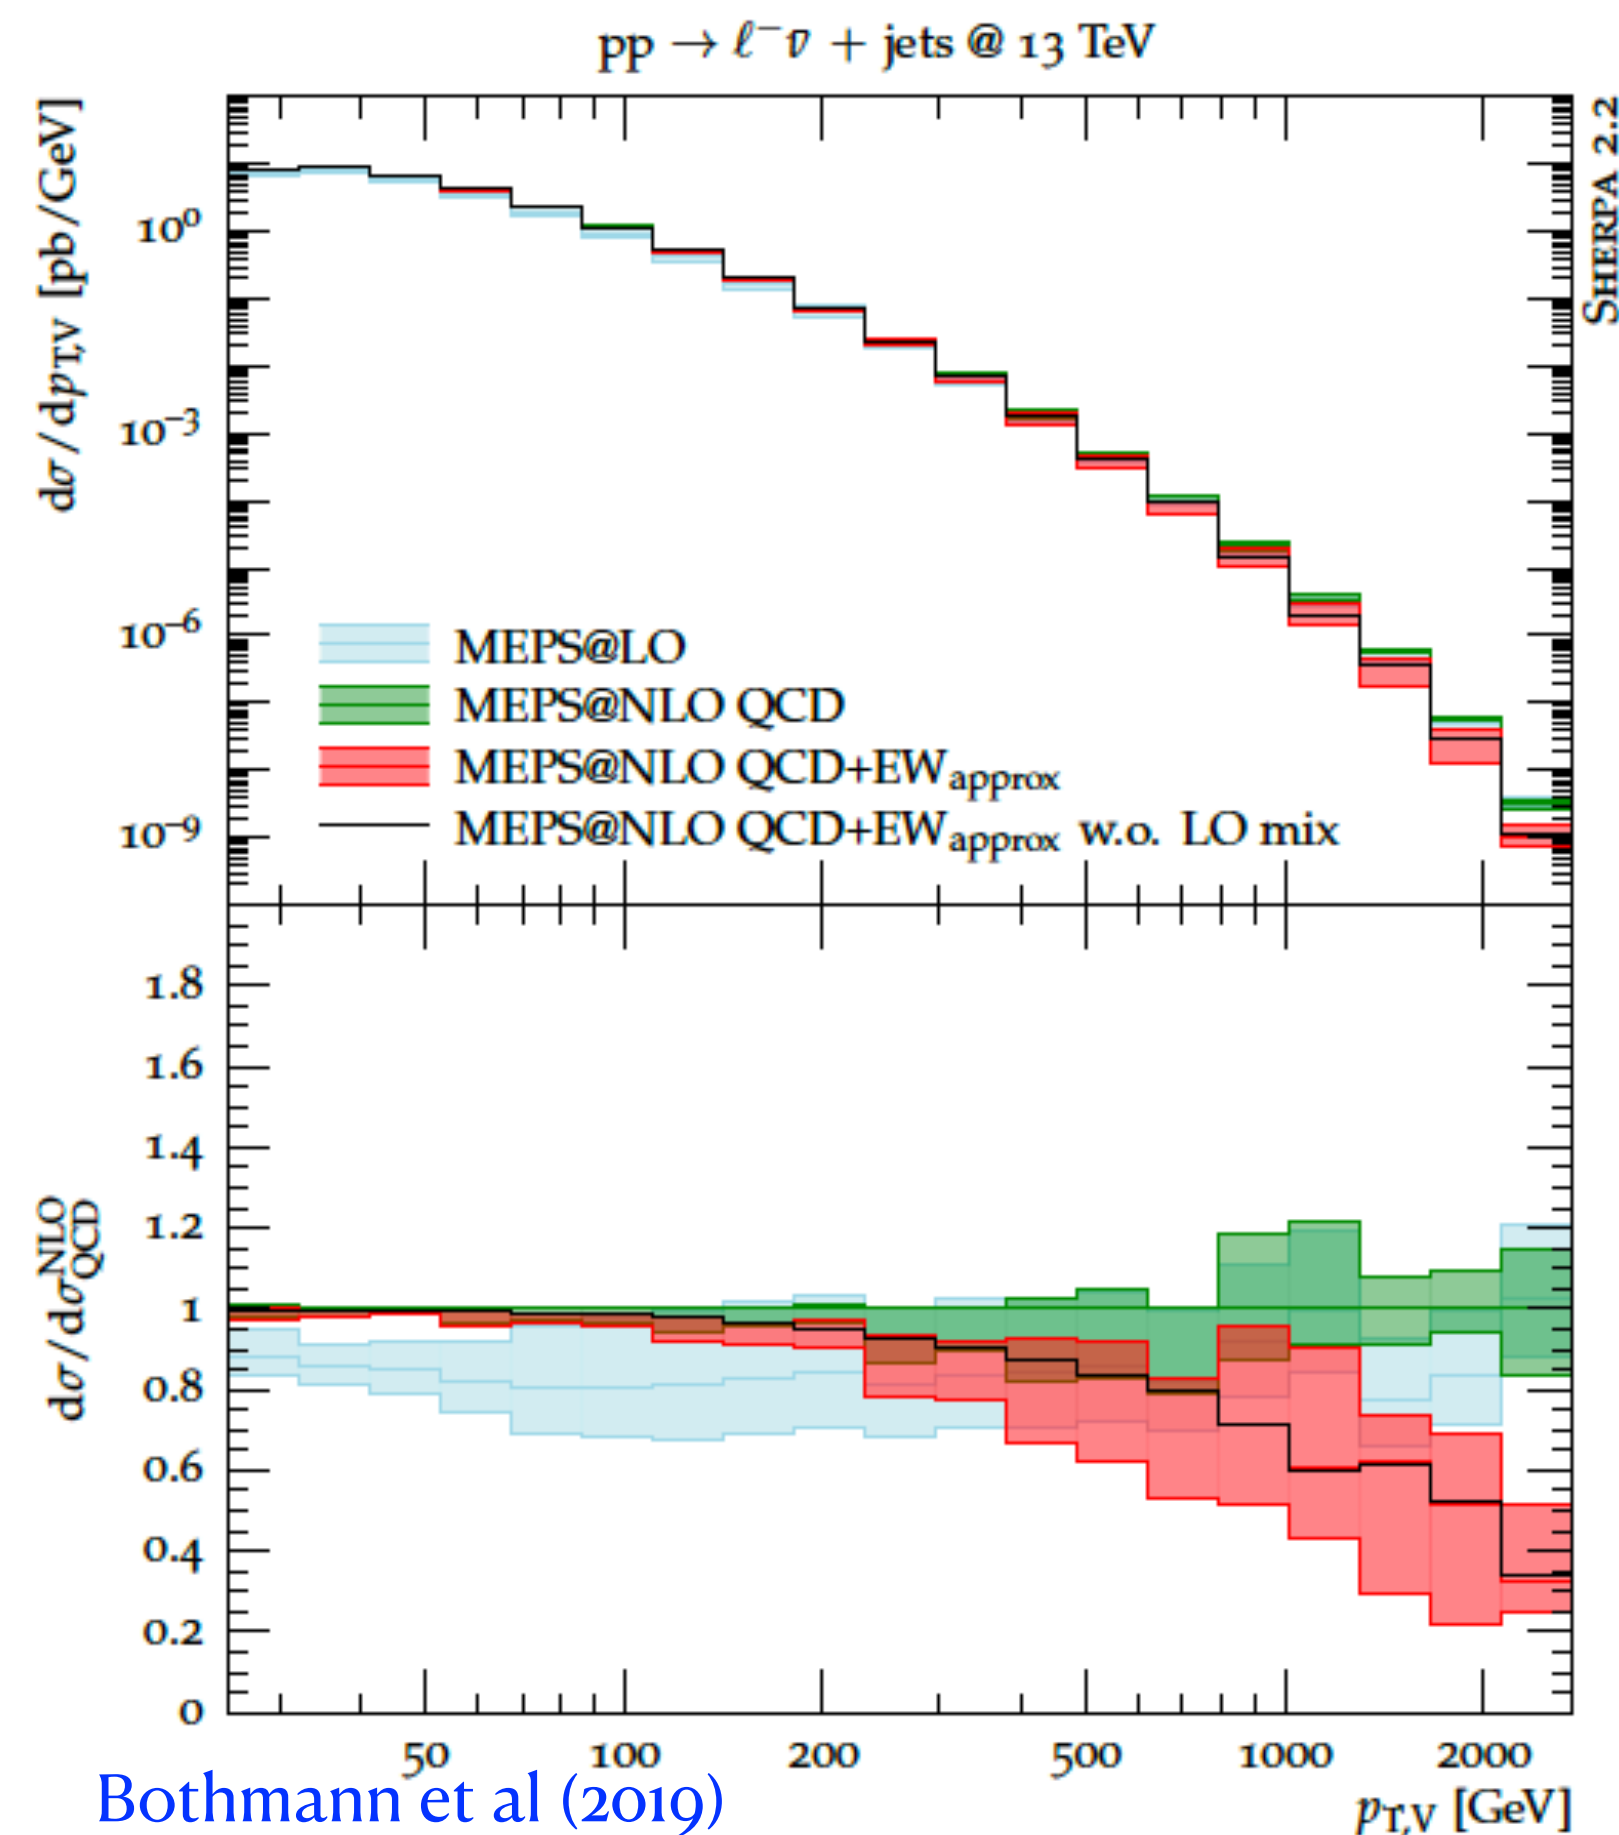 pp → ℓ⁻ν̄ + jets @ 13 TeV
SHERPA 2.2
dσ/dp_T,V [pb/GeV]
10⁰
10⁻³
10⁻⁶
10⁻⁹
MEPS@LO
MEPS@NLO QCD
MEPS@NLO QCD+EW_approx
MEPS@NLO QCD+EW_approx w.o. LO mix
dσ/dσ^NLO_QCD
1.8
1.6
1.4
1.2
1
0.8
0.6
0.4
0.2
0
50 100 200 500 1000 2000
p_T,V [GeV]
Bothmann et al (2019)